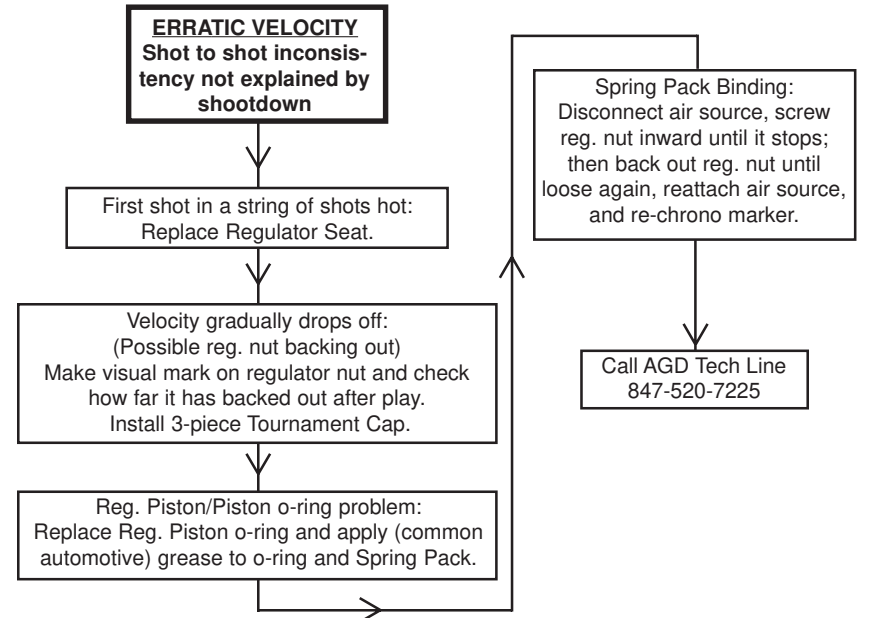 ERRATIC VELOCITY
Shot to shot inconsis-
tency not explained by
shootdown
First shot in a string of shots hot:
Replace Regulator Seat.
Velocity gradually drops off:
(Possible reg. nut backing out)
Make visual mark on regulator nut and check
how far it has backed out after play.
Install 3-piece Tournament Cap.
Reg. Piston/Piston o-ring problem:
Replace Reg. Piston o-ring and apply (common
automotive) grease to o-ring and Spring Pack.
Spring Pack Binding:
Disconnect air source, screw
reg. nut inward until it stops;
then back out reg. nut until
loose again, reattach air source,
and re-chrono marker.
Call AGD Tech Line
847-520-7225